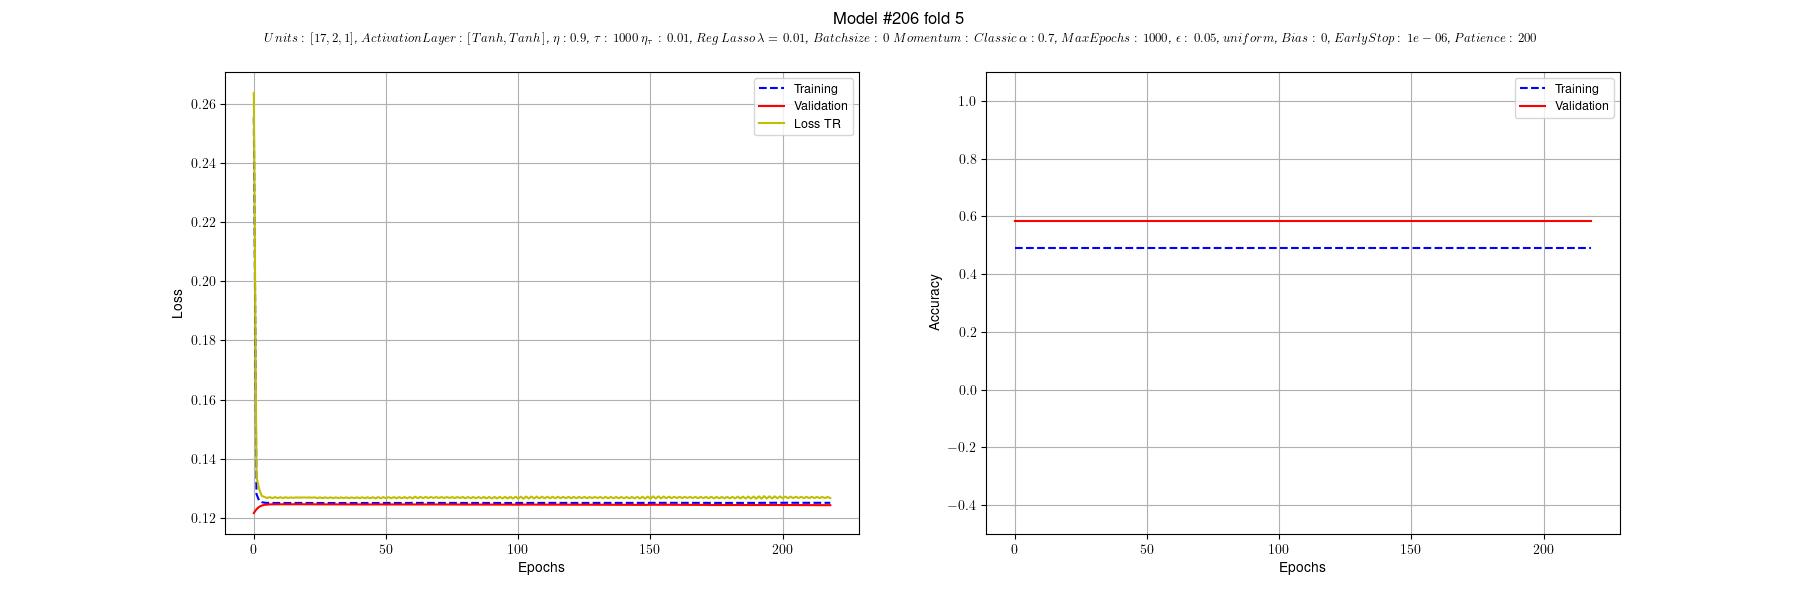 Model #206 fold 5
Units : [17, 2, 1], ActivationLayer : [Tanh, Tanh], η : 0.9, τ : 1000 ητ : 0.01, Reg Lasso λ = 0.01, Batchsize : 0 Momentum : Classic α : 0.7, MaxEpochs : 1000, ϵ : 0.05, uniform, Bias : 0, EarlyStop : 1e − 06, Patience : 200
Training
Validation
Loss TR
0.26
0.24
0.22
0.20
0.18
0.16
0.14
0.12
Loss
0 50 100 150 200
Epochs
Training
Validation
1.0
0.8
0.6
0.4
0.2
0.0
−0.2
−0.4
Accuracy
0 50 100 150 200
Epochs